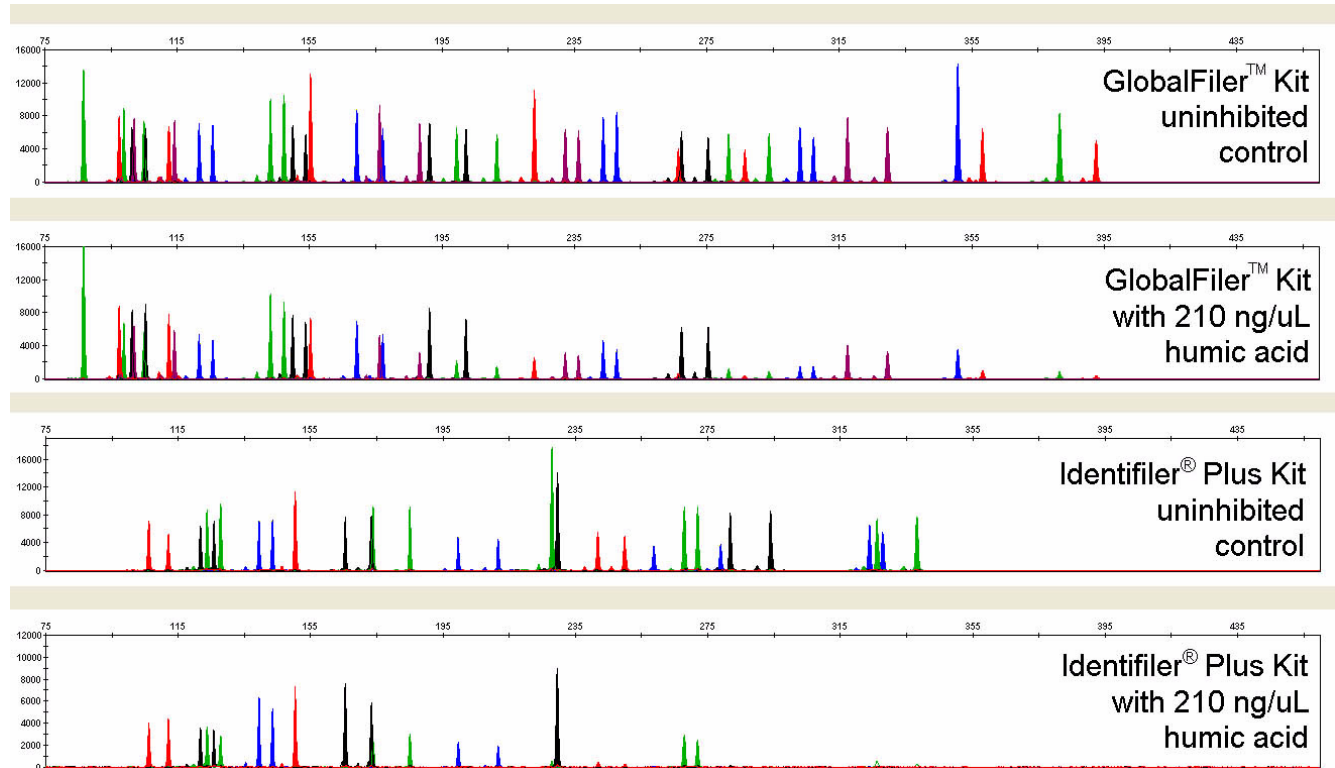 75 115 155 195 235 275 315 355 395 435
16000
12000
8000
4000
0
GlobalFiler™ Kit
uninhibited
control
75 115 155 195 235 275 315 355 395 435
16000
12000
8000
4000
0
GlobalFiler™ Kit
with 210 ng/uL
humic acid
75 115 155 195 235 275 315 355 395 435
16000
12000
8000
4000
0
Identifiler® Plus Kit
uninhibited
control
75 115 155 195 235 275 315 355 395 435
12000
10000
8000
6000
4000
2000
0
Identifiler® Plus Kit
with 210 ng/uL
humic acid